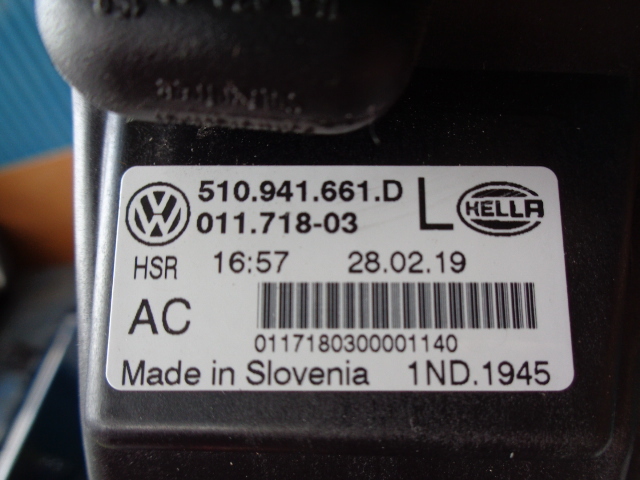 VW 510.941.661.D L HELLA
011.718-03
HSR 16:57 28.02.19
AC
0117180300001140
Made in Slovenia 1ND.1945